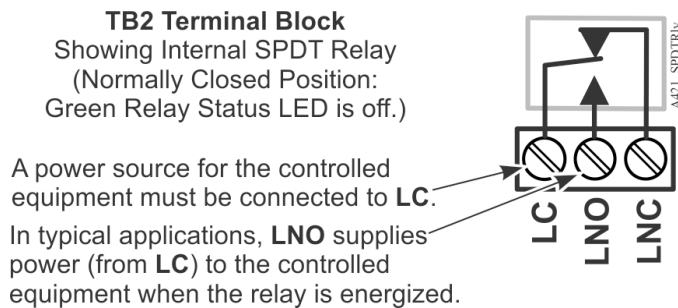 TB2 Terminal Block
Showing Internal SPDT Relay
(Normally Closed Position:
Green Relay Status LED is off.)
A421_SPDTRly
A power source for the controlled
equipment must be connected to LC.
In typical applications, LNO supplies
power (from LC) to the controlled
equipment when the relay is energized.
LC
LNO
LNC